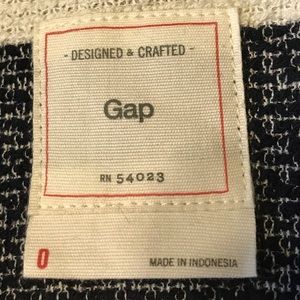 - DESIGNED & CRAFTED -
Gap
RN 54023
0 MADE IN INDONESIA